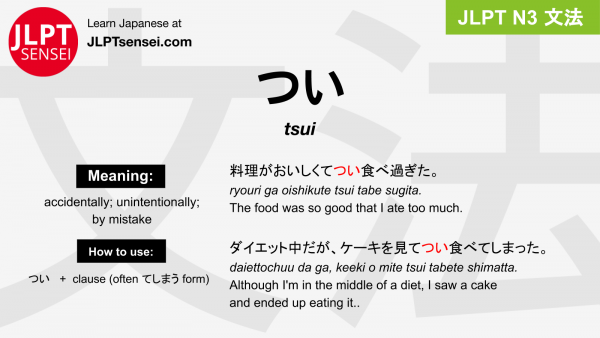 JLPT
SENSEI
Learn Japanese at
JLPTsensei.com
JLPT N3 文法
文法
つい
tsui
Meaning:
accidentally; unintentionally;
by mistake
How to use:
つい + clause (often てしまう form)
料理がおいしくてつい食べ過ぎた。
ryouri ga oishikute tsui tabe sugita.
The food was so good that I ate too much.
ダイエット中だが、ケーキを見てつい食べてしまった。
daiettochuu da ga, keeki o mite tsui tabete shimatta.
Although I'm in the middle of a diet, I saw a cake
and ended up eating it..